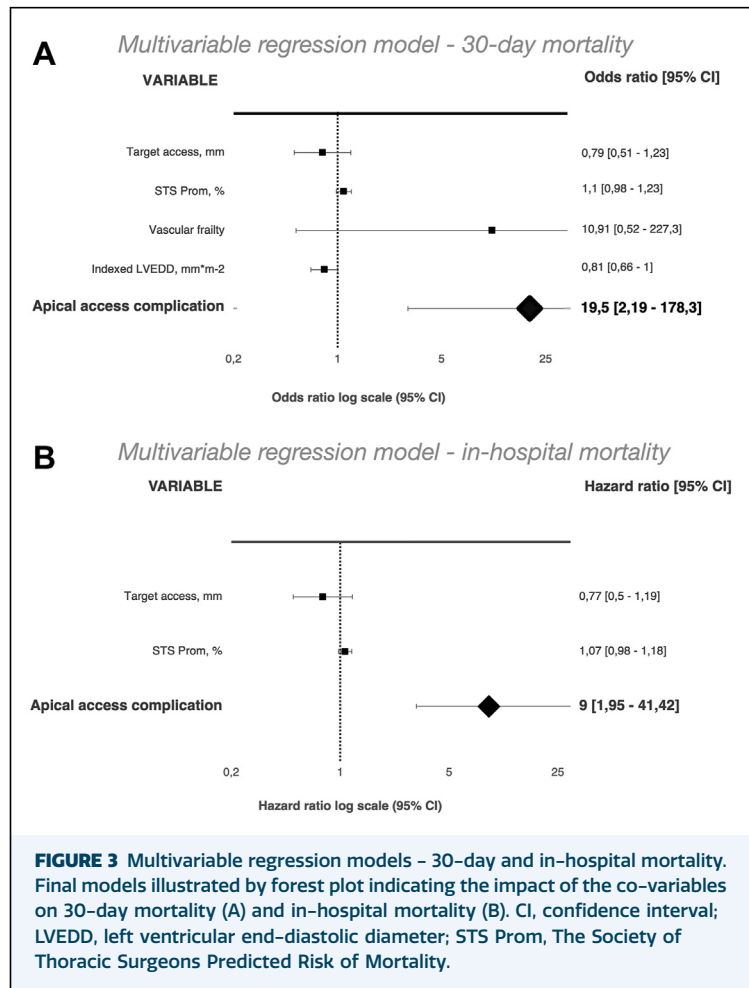 A
Multivariable regression model - 30-day mortality
VARIABLE Odds ratio [95% CI]
Target access, mm 0,79 [0,51 - 1,23]
STS Prom, % 1,1 [0,98 - 1,23]
Vascular frailty 10,91 [0,52 - 227,3]
Indexed LVEDD, mm*m-2 0,81 [0,66 - 1]
Apical access complication 19,5 [2,19 - 178,3]
0,2 1 5 25
Odds ratio log scale (95% CI)
B
Multivariable regression model - in-hospital mortality
VARIABLE Hazard ratio [95% CI]
Target access, mm 0,77 [0,5 - 1,19]
STS Prom, % 1,07 [0,98 - 1,18]
Apical access complication 9 [1,95 - 41,42]
0,2 1 5 25
Hazard ratio log scale (95% CI)
FIGURE 3 Multivariable regression models – 30-day and in-hospital mortality.
Final models illustrated by forest plot indicating the impact of the co-variables
on 30-day mortality (A) and in-hospital mortality (B). CI, confidence interval;
LVEDD, left ventricular end-diastolic diameter; STS Prom, The Society of
Thoracic Surgeons Predicted Risk of Mortality.